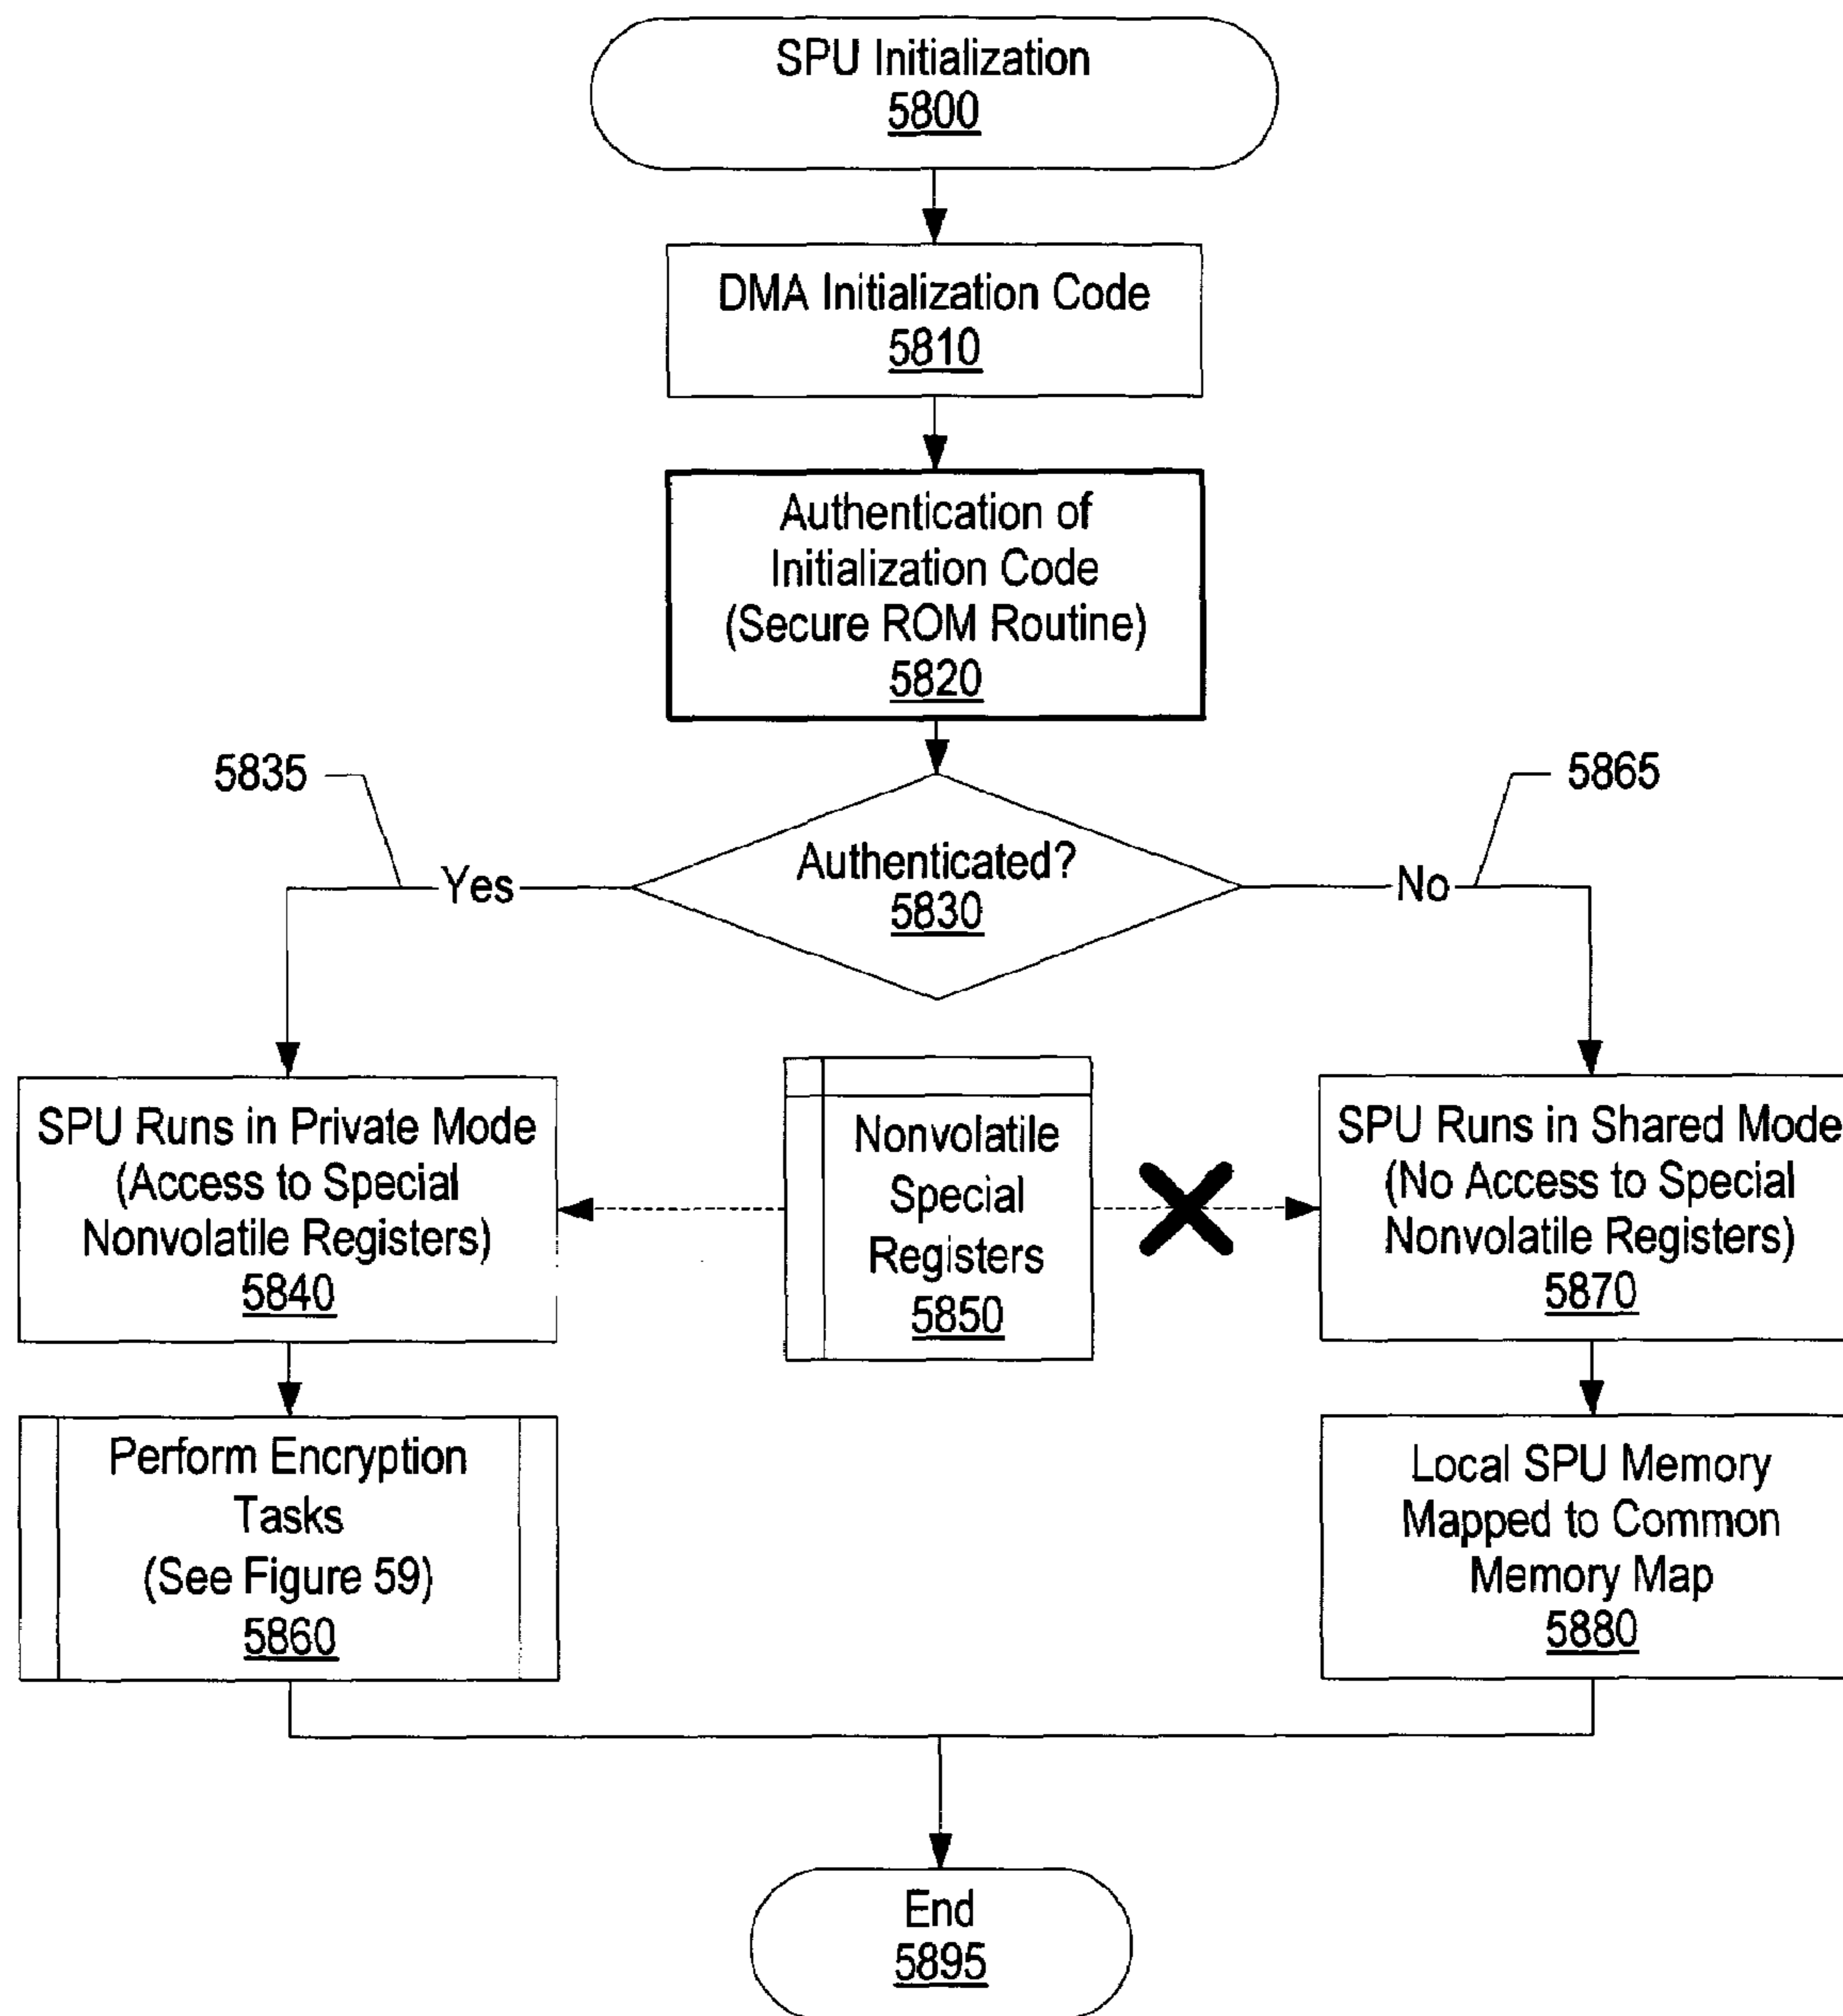 SPU Initialization
5800
DMA Initialization Code
5810
Authentication of
Initialization Code
(Secure ROM Routine)
5820
5835
5865
Authenticated?
5830
Yes
No
SPU Runs in Private Mode
(Access to Special
Nonvolatile Registers)
5840
Nonvolatile
Special
Registers
5850
SPU Runs in Shared Mode
(No Access to Special
Nonvolatile Registers)
5870
Perform Encryption
Tasks
(See Figure 59)
5860
Local SPU Memory
Mapped to Common
Memory Map
5880
End
5895